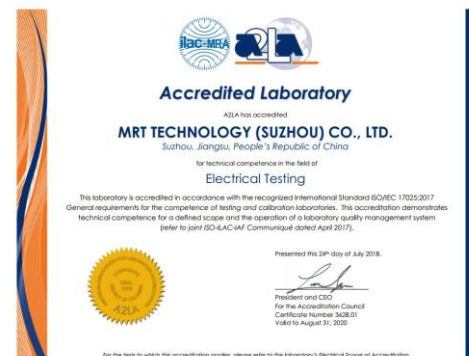 ilac-MRA
A2LA
Accredited Laboratory
A2LA has accredited
MRT TECHNOLOGY (SUZHOU) CO., LTD.
Suzhou, Jiangsu, People's Republic of China
for technical competence in the field of
Electrical Testing
This laboratory is accredited in accordance with the recognized International Standard ISO/IEC 17025:2017
General requirements for the competence of testing and calibration laboratories. This accreditation demonstrates
technical competence for a defined scope and the operation of a laboratory quality management system
(refer to joint ISO-ILAC-IAF Communiqué dated April 2017).
Presented this 24th day of July 2018.
President and CEO
For the Accreditation Council
Certificate Number 3628.01
Valid to August 31, 2020
SEAL
A2LA
For the tests to which this accreditation applies, please refer to the laboratory's Electrical Scope of Accreditation.